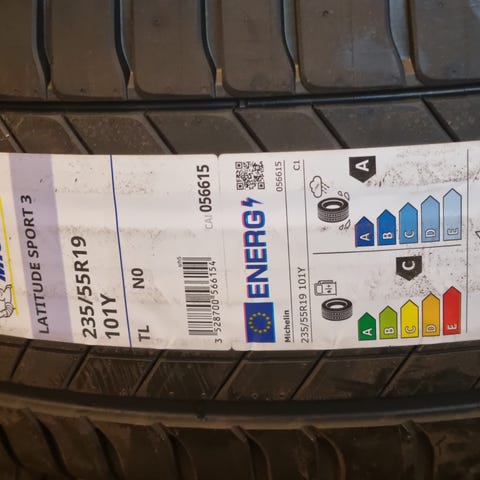 LATITUDE SPORT 3
235/55R19
101Y
N0
TL
CAI 056615
3 528700 566154
ENERG
056615
C1
Michelin
235/55R19 101Y
A
A
B
C
D
E
C
A
B
C
D
E